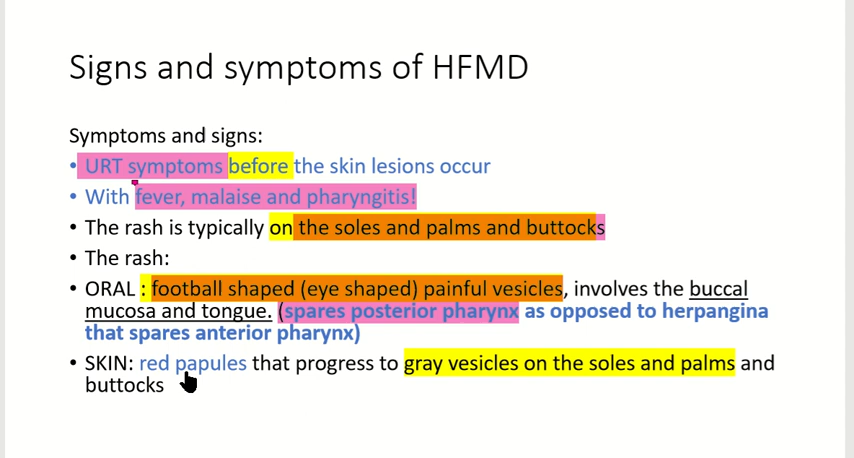 Signs and symptoms of HFMD
Symptoms and signs:
• URT symptoms before the skin lesions occur
• With fever, malaise and pharyngitis!
• The rash is typically on the soles and palms and buttocks
• The rash:
• ORAL : football shaped (eye shaped) painful vesicles, involves the buccal
mucosa and tongue. (spares posterior pharynx as opposed to herpangina
that spares anterior pharynx)
• SKIN: red papules that progress to gray vesicles on the soles and palms and
buttocks